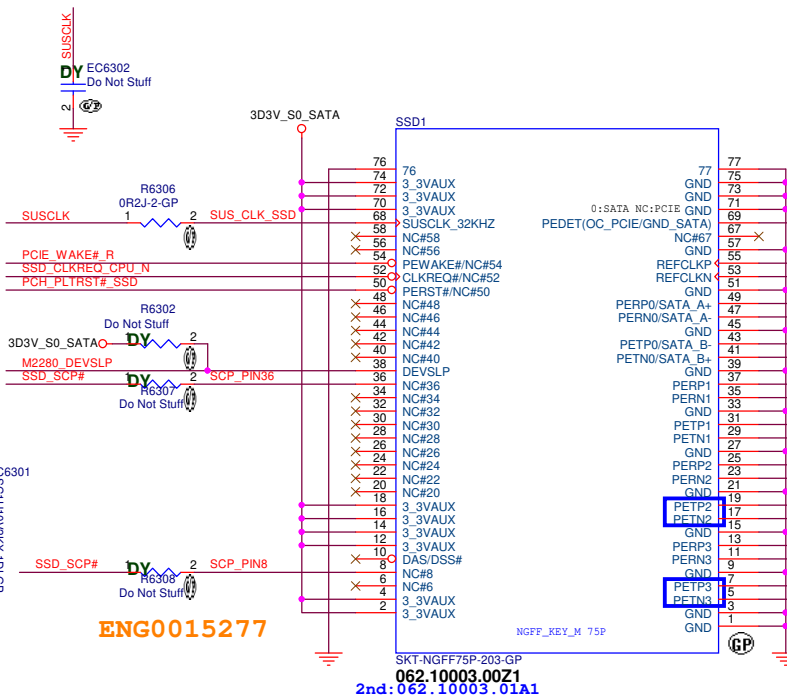 SUSCLK
DY EC6302
Do Not Stuff
2 G/P
3D3V_S0_SATA
SSD1
R6306
0R2J-2-GP
SUSCLK 1 2 SUS_CLK_SSD
PCIE_WAKE#_R
SSD_CLKREQ_CPU_N
PCH_PLTRST#_SSD
R6302
Do Not Stuff
3D3V_S0_SATA DY 2
M2280_DEVSLP
SSD_SCP# DY 2 SCP_PIN36
R6307
Do Not Stuff
C6301
SSD_SCP# DY 2 SCP_PIN8
R6308
Do Not Stuff
ENG0015277
76 76
74 3_3VAUX
72 3_3VAUX
70 3_3VAUX
68 SUSCLK_32KHZ
58 NC#58
56 NC#56
54 PEWAKE#/NC#54
52 CLKREQ#/NC#52
50 PERST#/NC#50
48 NC#48
46 NC#46
44 NC#44
42 NC#42
40 NC#40
38 DEVSLP
36 NC#36
34 NC#34
32 NC#32
30 NC#30
28 NC#28
26 NC#26
24 NC#24
22 NC#22
20 NC#20
18 3_3VAUX
16 3_3VAUX
14 3_3VAUX
12 3_3VAUX
10 DAS/DSS#
8 NC#8
6 NC#6
4 3_3VAUX
2 3_3VAUX
77 77
GND 75
GND 73
0:SATA NC:PCIE GND 71
PEDET(OC_PCIE/GND_SATA) 69
NC#67 67
GND 57
REFCLKP 55
REFCLKN 53
GND 51
PERP0/SATA_A+ 49
PERN0/SATA_A- 47
GND 45
PETP0/SATA_B- 43
PETN0/SATA_B+ 41
GND 39
PERP1 37
PERN1 35
GND 33
PETP1 31
PETN1 29
GND 27
PERP2 25
PERN2 23
GND 21
PETP2 19
PETN2 17
GND 15
PERP3 13
PERN3 11
GND 9
PETP3 7
PETN3 5
GND 3
GND 1
NGFF_KEY_M 75P
GP
SKT-NGFF75P-203-GP
062.10003.00Z1
2nd:062.10003.01A1